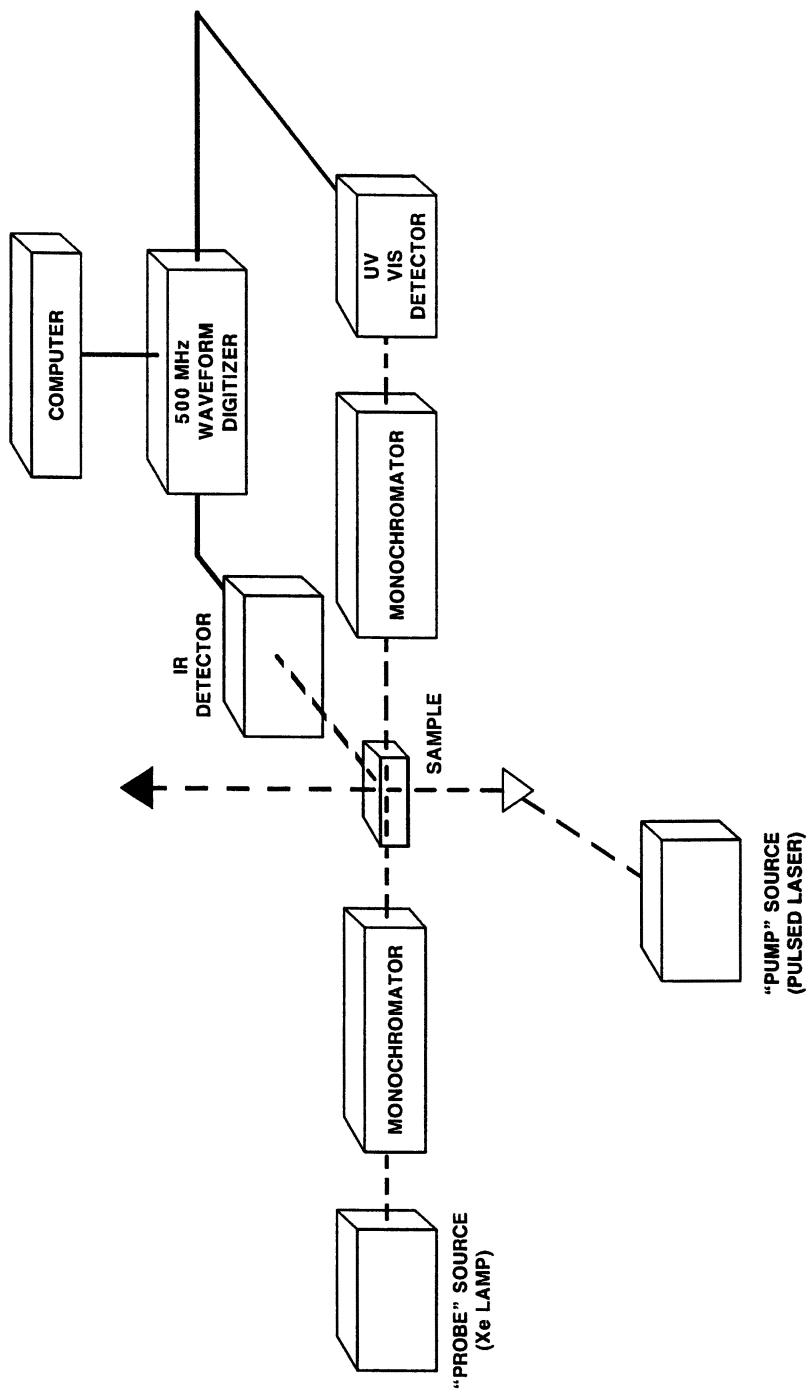 COMPUTER
500 MHz
WAVEFORM
DIGITIZER
IR
DETECTOR
UV
VIS
DETECTOR
MONOCHROMATOR
SAMPLE
MONOCHROMATOR
"PROBE" SOURCE
(Xe LAMP)
"PUMP" SOURCE
(PULSED LASER)